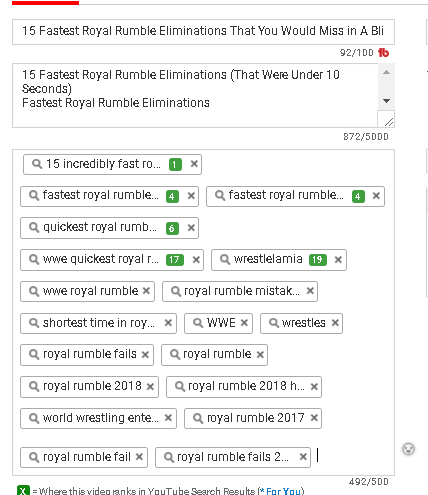 15 Fastest Royal Rumble Eliminations That You Would Miss in A Bli
92/100
15 Fastest Royal Rumble Eliminations (That Were Under 10
Seconds)
Fastest Royal Rumble Eliminations
872/5000
15 incredibly fast ro... 1 ×
fastest royal rumble... 4 × fastest royal rumble... 4 ×
quickest royal rumb... 6 ×
wwe quickest royal r... 17 × wrestlelamia 19 ×
wwe royal rumble × royal rumble mistak... ×
shortest time in roy... × WWE × wrestles ×
royal rumble fails × royal rumble ×
royal rumble 2018 × royal rumble 2018 h... ×
world wrestling ente... × royal rumble 2017 ×
royal rumble fail × royal rumble fails 2... ×
492/500
X = Where this video ranks in YouTube Search Results (* For You)